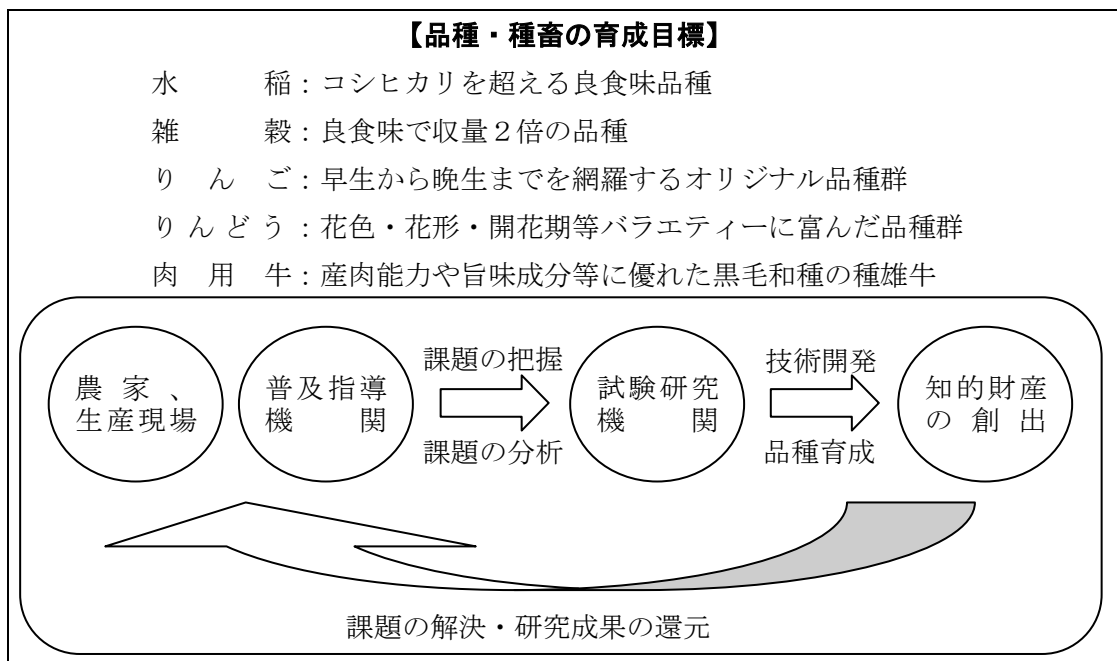 【品種・種畜の育成目標】
水稲：コシヒカリを超える良食味品種
雑穀：良食味で収量２倍の品種
りんご：早生から晩生までを網羅するオリジナル品種群
りんどう：花色・花形・開花期等バラエティーに富んだ品種群
肉用牛：産肉能力や旨味成分等に優れた黒毛和種の種雄牛
農家、
生産現場
普及指導
機関
課題の把握
課題の分析
試験研究
機関
技術開発
品種育成
知的財産
の創出
課題の解決・研究成果の還元